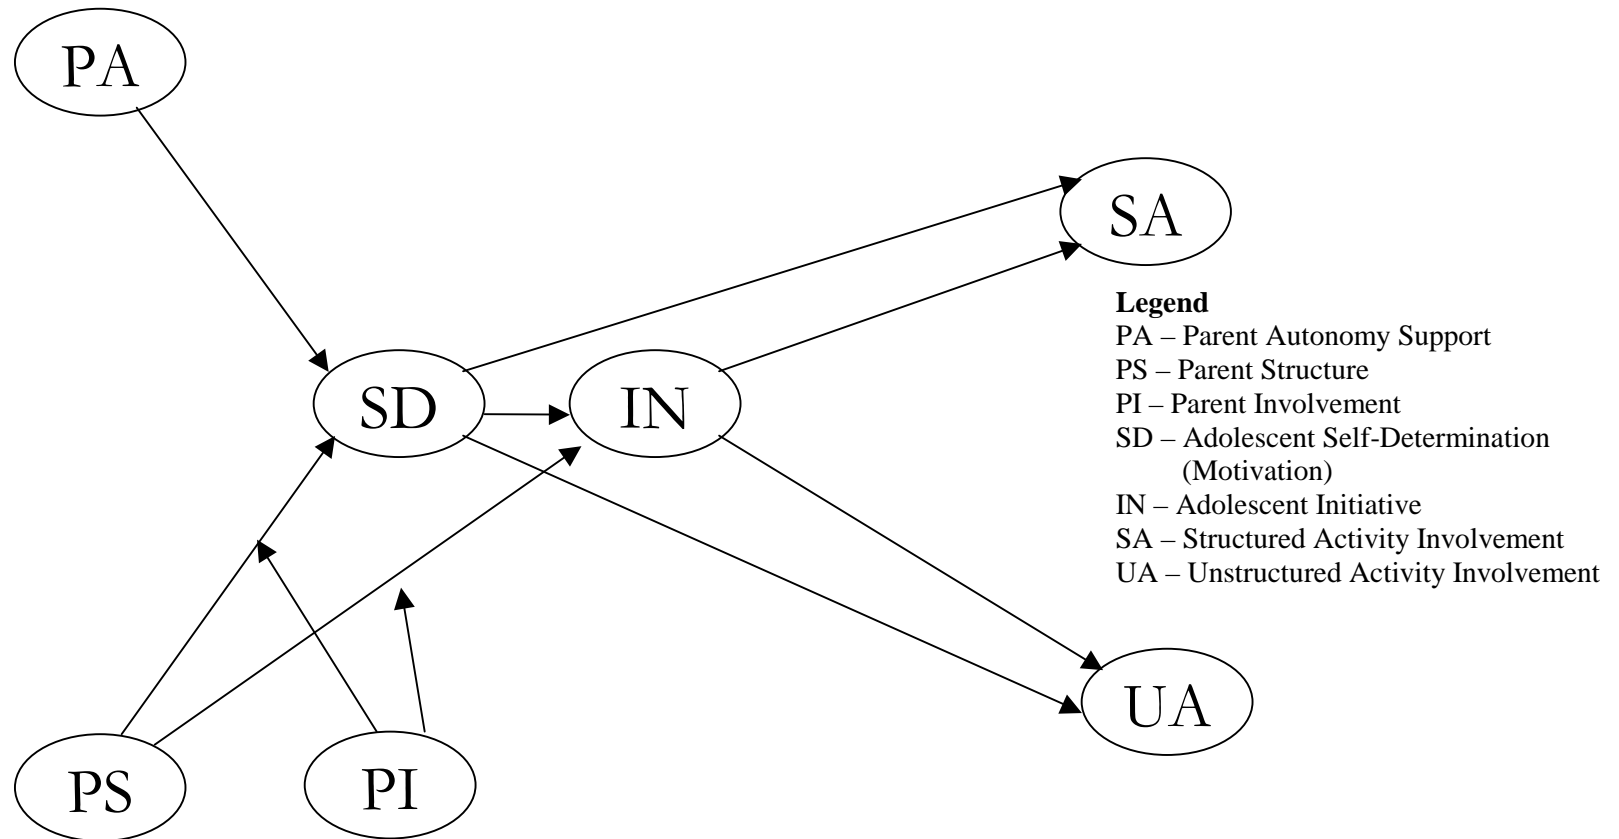 PA
SA
SD
IN
UA
PS
PI
Legend
PA – Parent Autonomy Support
PS – Parent Structure
PI – Parent Involvement
SD – Adolescent Self-Determination
(Motivation)
IN – Adolescent Initiative
SA – Structured Activity Involvement
UA – Unstructured Activity Involvement